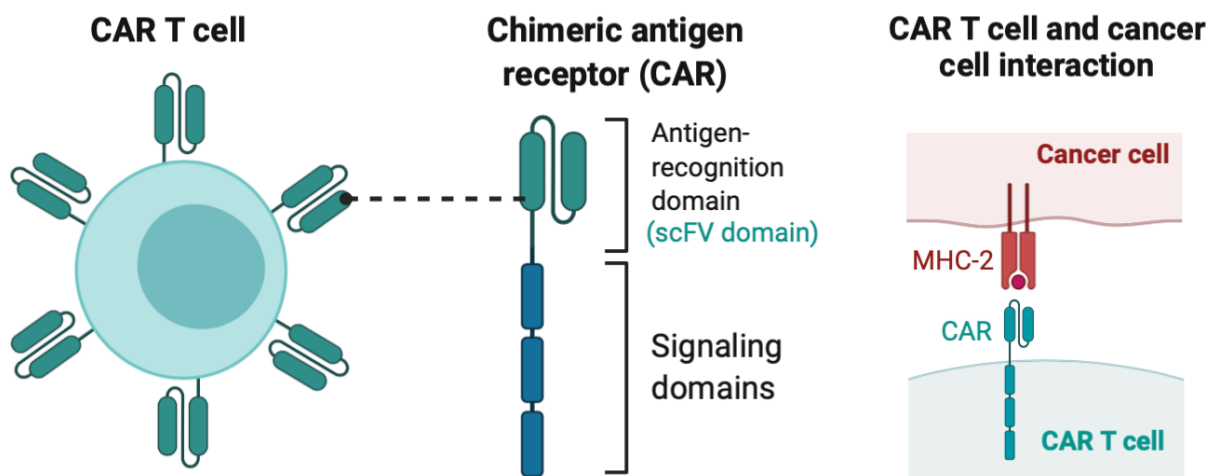 CAR T cell
Chimeric antigen
receptor (CAR)
Antigen-
recognition
domain
(scFV domain)
Signaling
domains
CAR T cell and cancer
cell interaction
Cancer cell
MHC-2
CAR
CAR T cell